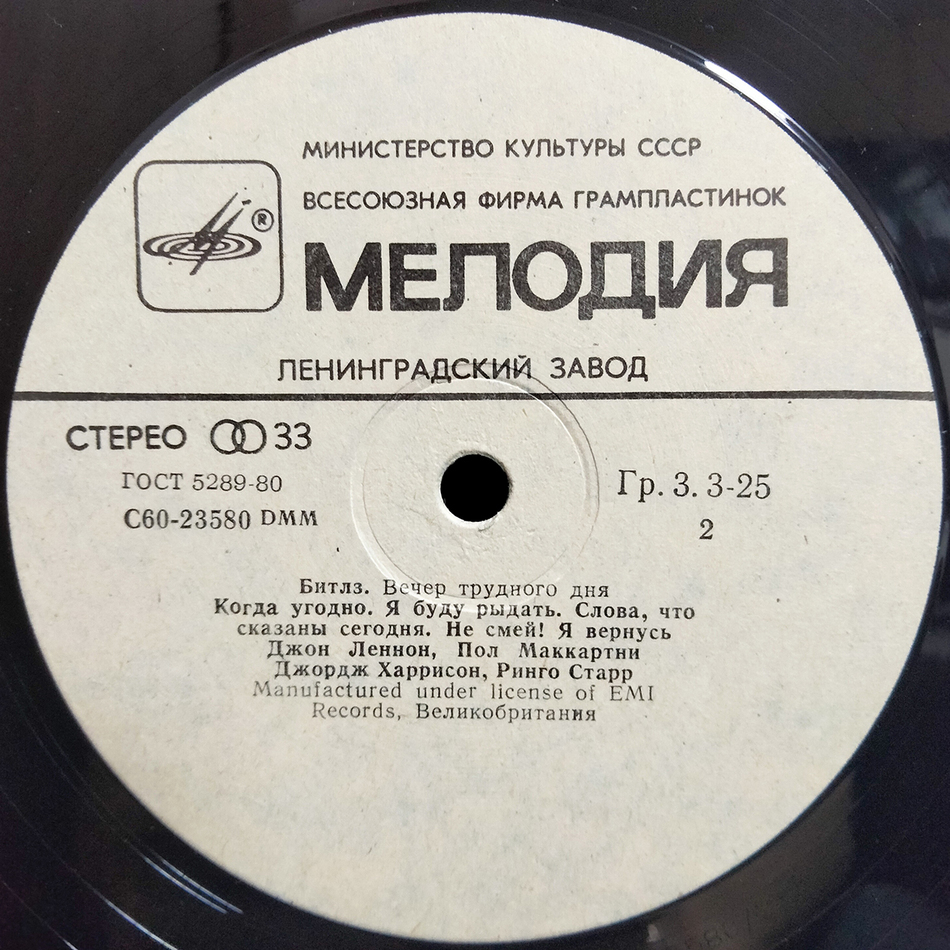 МИНИСТЕРСТВО КУЛЬТУРЫ СССР
ВСЕСОЮЗНАЯ ФИРМА ГРАМПЛАСТИНОК
®
МЕЛОДИЯ
ЛЕНИНГРАДСКИЙ ЗАВОД
СТЕРЕО 33
ГОСТ 5289-80
С60-23580 DMM
Гр. 3. 3-25
2
Битлз. Вечер трудного дня
Когда угодно. Я буду рыдать. Слова, что
сказаны сегодня. Не смей! Я вернусь
Джон Леннон, Пол Маккартни
Джордж Харрисон, Ринго Старр
Manufactured under license of EMI
Records, Великобритания